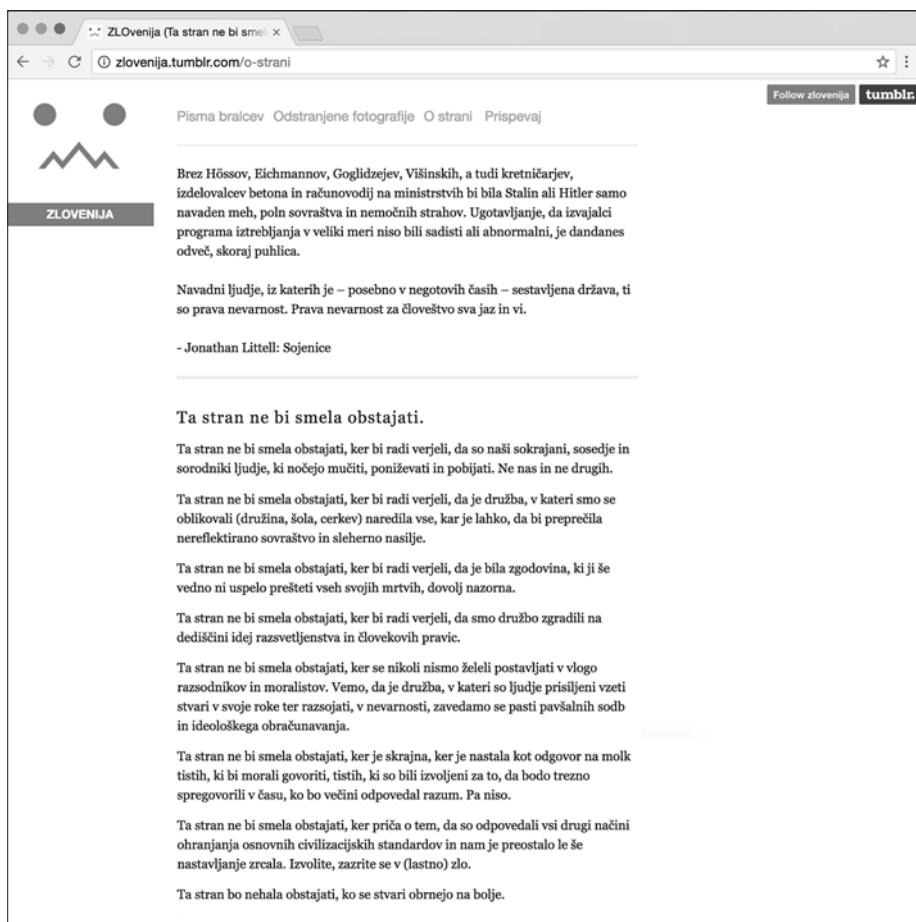 ZLOvenija (Ta stran ne bi sme
zlovenija.tumblr.com/o-strani
Follow zlovenija
tumblr.
Pisma bralcev Odstranjene fotografije O strani Prispevaj
ZLOVENIJA
Brez Hössov, Eichmannov, Goglidzejev, Višinskih, a tudi kretničarjev,
izdelovalcev betona in računovodij na ministrstvih bi bila Stalin ali Hitler samo
navaden meh, poln sovraštva in nemočnih strahov. Ugotavljanje, da izvajalci
programa iztrebljanja v veliki meri niso bili sadisti ali abnormalni, je dandanes
odveč, skoraj puhlica.
Navadni ljudje, iz katerih je – posebno v negotovih časih – sestavljena država, ti
so prava nevarnost. Prava nevarnost za človeštvo sva jaz in vi.
- Jonathan Littell: Sojenice
Ta stran ne bi smela obstajati.
Ta stran ne bi smela obstajati, ker bi radi verjeli, da so naši sokrajani, sosedje in
sorodniki ljudje, ki nočejo mučiti, poniževati in pobijati. Ne nas in ne drugih.
Ta stran ne bi smela obstajati, ker bi radi verjeli, da je družba, v kateri smo se
oblikovali (družina, šola, cerkev) naredila vse, kar je lahko, da bi preprečila
nereflektirano sovraštvo in sleherno nasilje.
Ta stran ne bi smela obstajati, ker bi radi verjeli, da je bila zgodovina, ki ji še
vedno ni uspelo prešteti vseh svojih mrtvih, dovolj nazorna.
Ta stran ne bi smela obstajati, ker bi radi verjeli, da smo družbo zgradili na
dediščini idej razsvetljenstva in človekovih pravic.
Ta stran ne bi smela obstajati, ker se nikoli nismo želeli postavljati v vlogo
razsodnikov in moralistov. Vemo, da je družba, v kateri so ljudje prisiljeni vzeti
stvari v svoje roke ter razsojati, v nevarnosti, zavedamo se pasti pavšalnih sodb
in ideološkega obračunavanja.
Ta stran ne bi smela obstajati, ker je skrajna, ker je nastala kot odgovor na molk
tistih, ki bi morali govoriti, tistih, ki so bili izvoljeni za to, da bodo trezno
spregovorili v času, ko bo večini odpovedal razum. Pa niso.
Ta stran ne bi smela obstajati, ker priča o tem, da so odpovedali vsi drugi načini
ohranjanja osnovnih civilizacijskih standardov in nam je preostalo le še
nastavljanje zrcala. Izvolite, zazrite se v (lastno) zlo.
Ta stran bo nehala obstajati, ko se stvari obrnejo na bolje.